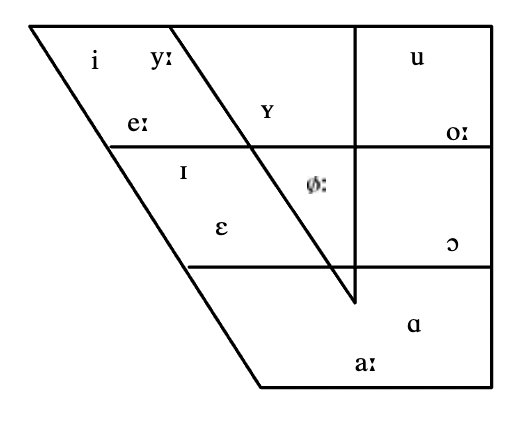 i yː u
ʏ
eː oː
ɪ øː
ɛ ɔ
ɑ
aː